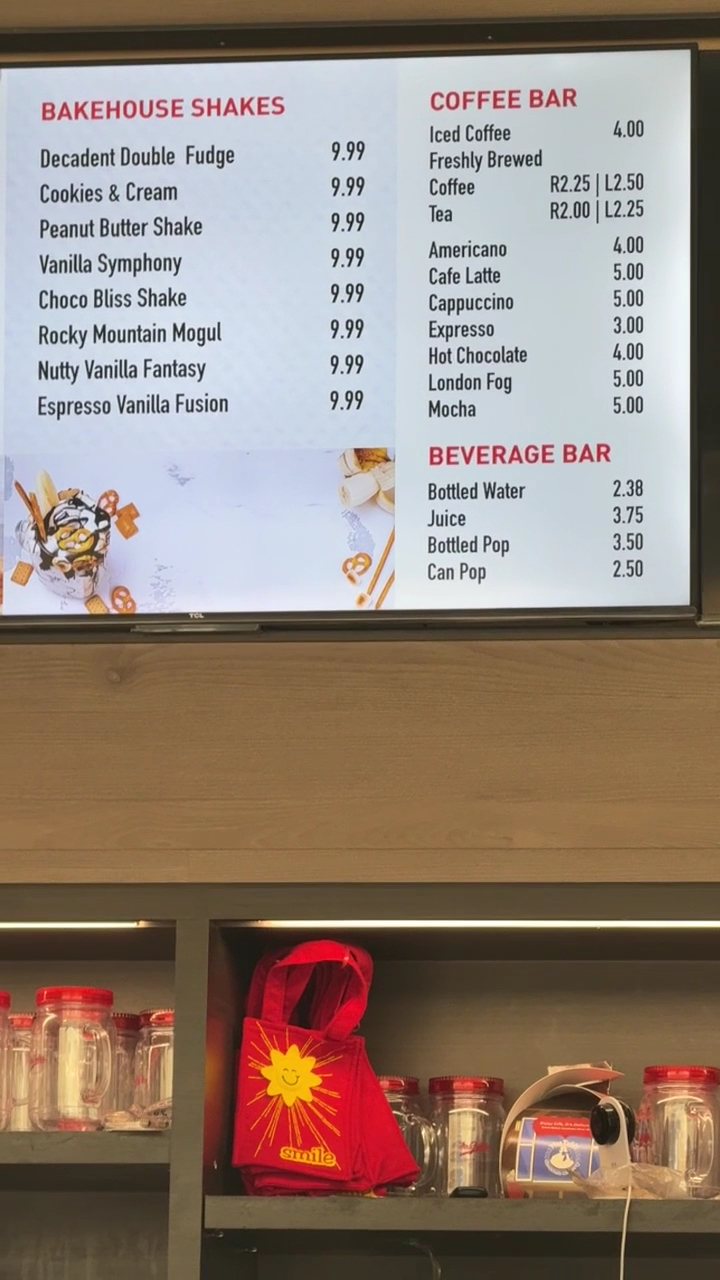 BAKEHOUSE SHAKES
Decadent Double Fudge 9.99
Cookies & Cream 9.99
Peanut Butter Shake 9.99
Vanilla Symphony 9.99
Choco Bliss Shake 9.99
Rocky Mountain Mogul 9.99
Nutty Vanilla Fantasy 9.99
Espresso Vanilla Fusion 9.99
COFFEE BAR
Iced Coffee 4.00
Freshly Brewed
Coffee R2.25 | L2.50
Tea R2.00 | L2.25
Americano 4.00
Cafe Latte 5.00
Cappuccino 5.00
Expresso 3.00
Hot Chocolate 4.00
London Fog 5.00
Mocha 5.00
BEVERAGE BAR
Bottled Water 2.38
Juice 3.75
Bottled Pop 3.50
Can Pop 2.50
TCL
smile